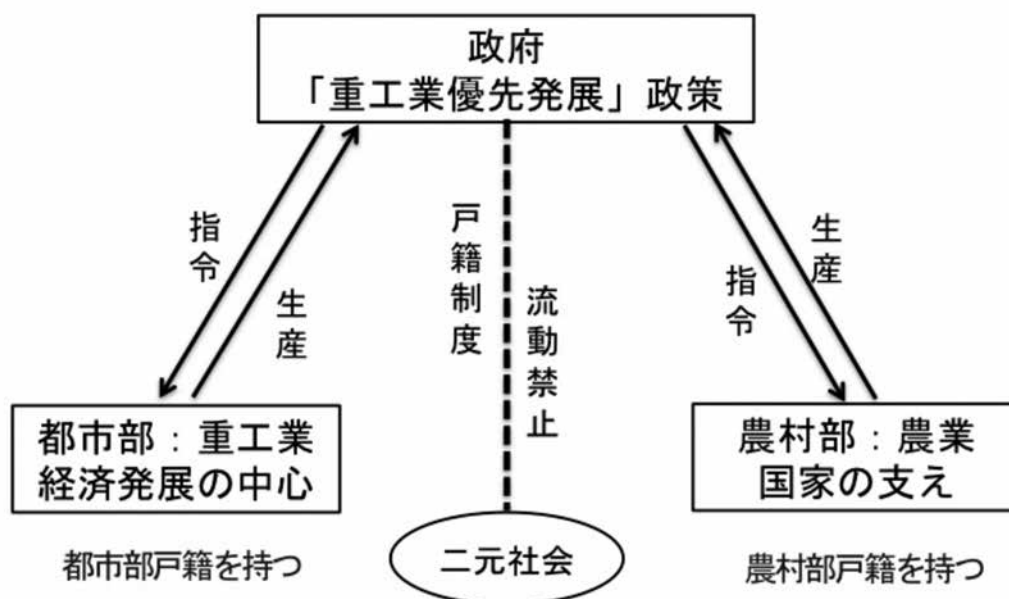 政府
「重工業優先発展」政策
指令
生産
戸籍制度
流動禁止
指令
生産
都市部：重工業
経済発展の中心
農村部：農業
国家の支え
都市部戸籍を持つ
二元社会
農村部戸籍を持つ